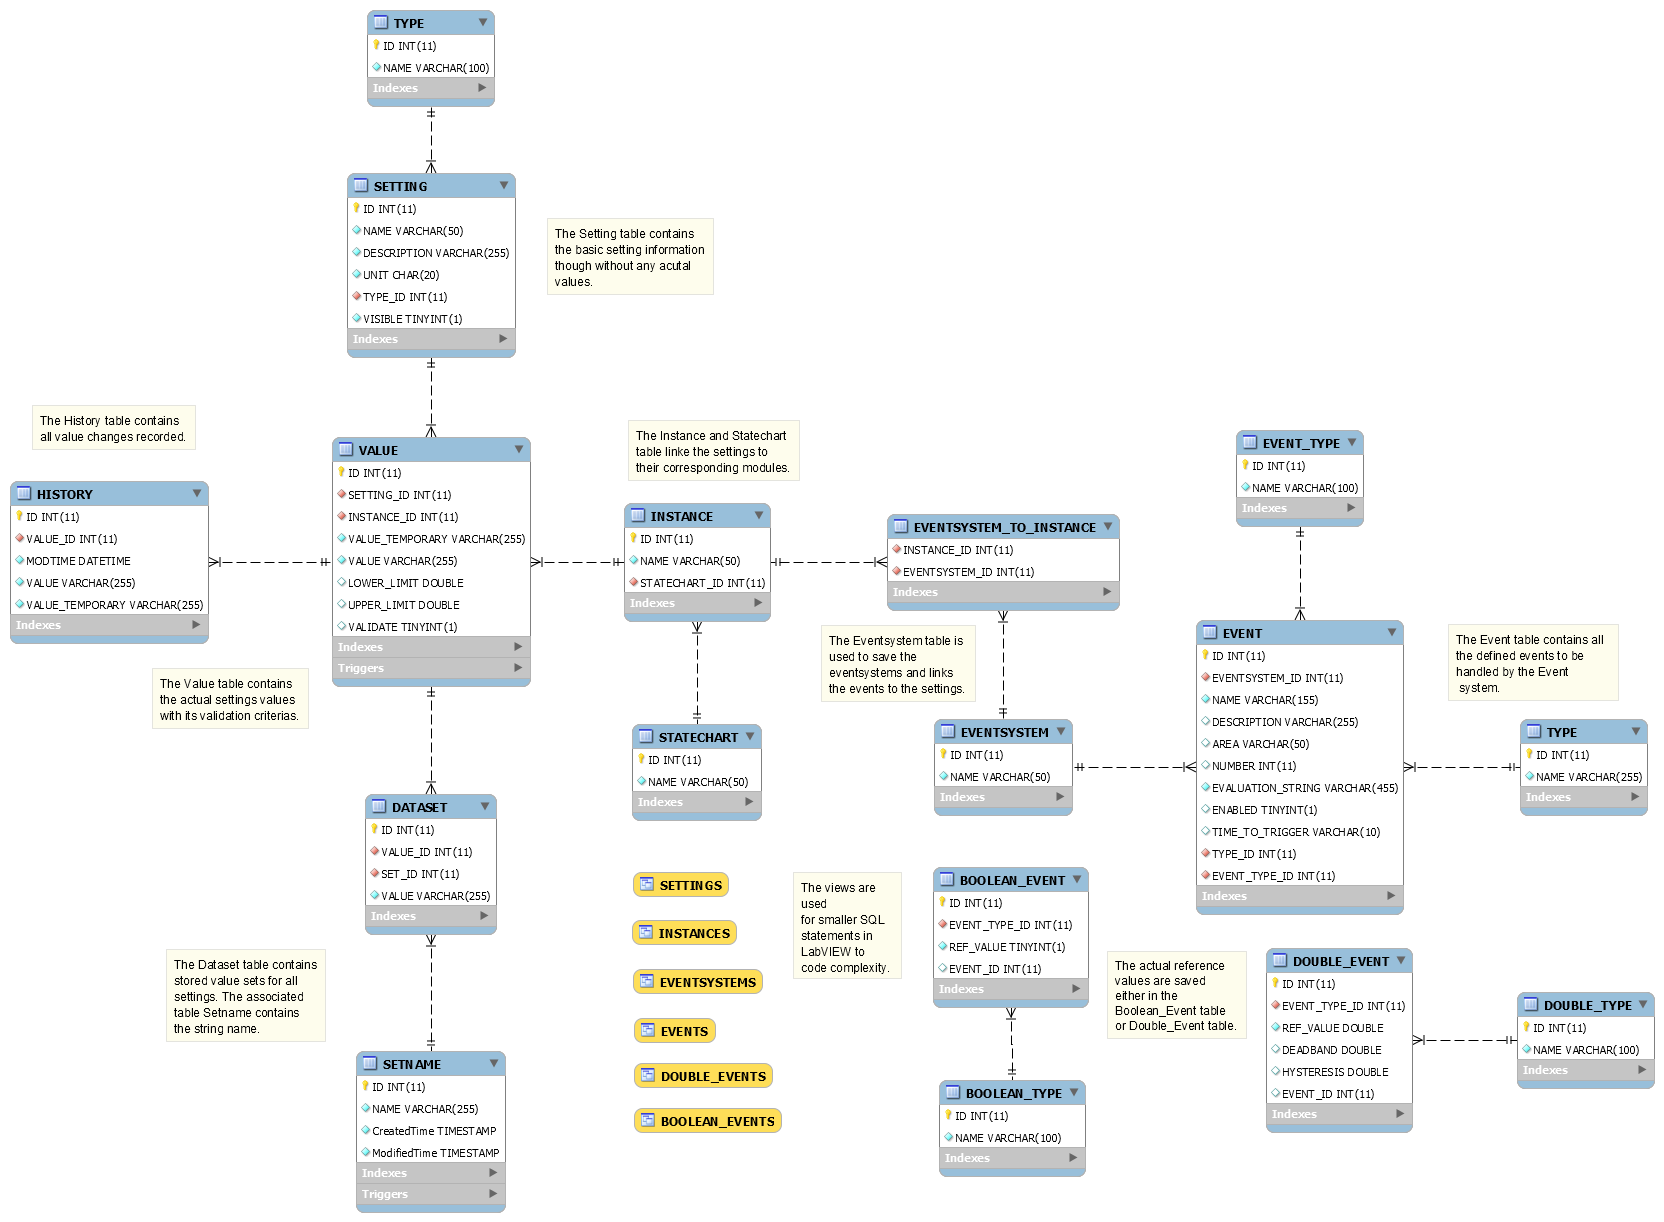 TYPE
ID INT(11)
NAME VARCHAR(100)
Indexes
SETTING
ID INT(11)
NAME VARCHAR(50)
DESCRIPTION VARCHAR(255)
UNIT CHAR(20)
TYPE_ID INT(11)
VISIBLE TINYINT(1)
Indexes
The Setting table contains
the basic setting information
though without any acutal
values.
The History table contains
all value changes recorded.
HISTORY
ID INT(11)
VALUE_ID INT(11)
MODTIME DATETIME
VALUE VARCHAR(255)
VALUE_TEMPORARY VARCHAR(255)
Indexes
VALUE
ID INT(11)
SETTING_ID INT(11)
INSTANCE_ID INT(11)
VALUE_TEMPORARY VARCHAR(255)
VALUE VARCHAR(255)
LOWER_LIMIT DOUBLE
UPPER_LIMIT DOUBLE
VALIDATE TINYINT(1)
Indexes
Triggers
The Value table contains
the actual settings values
with its validation criterias.
The Instance and Statechart
table linke the settings to
their corresponding modules.
INSTANCE
ID INT(11)
NAME VARCHAR(50)
STATECHART_ID INT(11)
Indexes
EVENTSYSTEM_TO_INSTANCE
INSTANCE_ID INT(11)
EVENTSYSTEM_ID INT(11)
Indexes
The Eventsystem table is
used to save the
eventsystems and links
the events to the settings.
EVENT_TYPE
ID INT(11)
NAME VARCHAR(100)
Indexes
EVENT
ID INT(11)
EVENTSYSTEM_ID INT(11)
NAME VARCHAR(155)
DESCRIPTION VARCHAR(255)
AREA VARCHAR(50)
NUMBER INT(11)
EVALUATION_STRING VARCHAR(455)
ENABLED TINYINT(1)
TIME_TO_TRIGGER VARCHAR(10)
TYPE_ID INT(11)
EVENT_TYPE_ID INT(11)
Indexes
The Event table contains all
the defined events to be
handled by the Event
system.
TYPE
ID INT(11)
NAME VARCHAR(255)
Indexes
STATECHART
ID INT(11)
NAME VARCHAR(50)
Indexes
EVENTSYSTEM
ID INT(11)
NAME VARCHAR(50)
Indexes
DATASET
ID INT(11)
VALUE_ID INT(11)
SET_ID INT(11)
VALUE VARCHAR(255)
Indexes
The Dataset table contains
stored value sets for all
settings. The associated
table Setname contains
the string name.
SETNAME
ID INT(11)
NAME VARCHAR(255)
CreatedTime TIMESTAMP
ModifiedTime TIMESTAMP
Indexes
Triggers
SETTINGS
INSTANCES
EVENTSYSTEMS
EVENTS
DOUBLE_EVENTS
BOOLEAN_EVENTS
The views are
used
for smaller SQL
statements in
LabVIEW to
code complexity.
BOOLEAN_EVENT
ID INT(11)
EVENT_TYPE_ID INT(11)
REF_VALUE TINYINT(1)
EVENT_ID INT(11)
Indexes
BOOLEAN_TYPE
ID INT(11)
NAME VARCHAR(100)
Indexes
The actual reference
values are saved
either in the
Boolean_Event table
or Double_Event table.
DOUBLE_EVENT
ID INT(11)
EVENT_TYPE_ID INT(11)
REF_VALUE DOUBLE
DEADBAND DOUBLE
HYSTERESIS DOUBLE
EVENT_ID INT(11)
Indexes
DOUBLE_TYPE
ID INT(11)
NAME VARCHAR(100)
Indexes